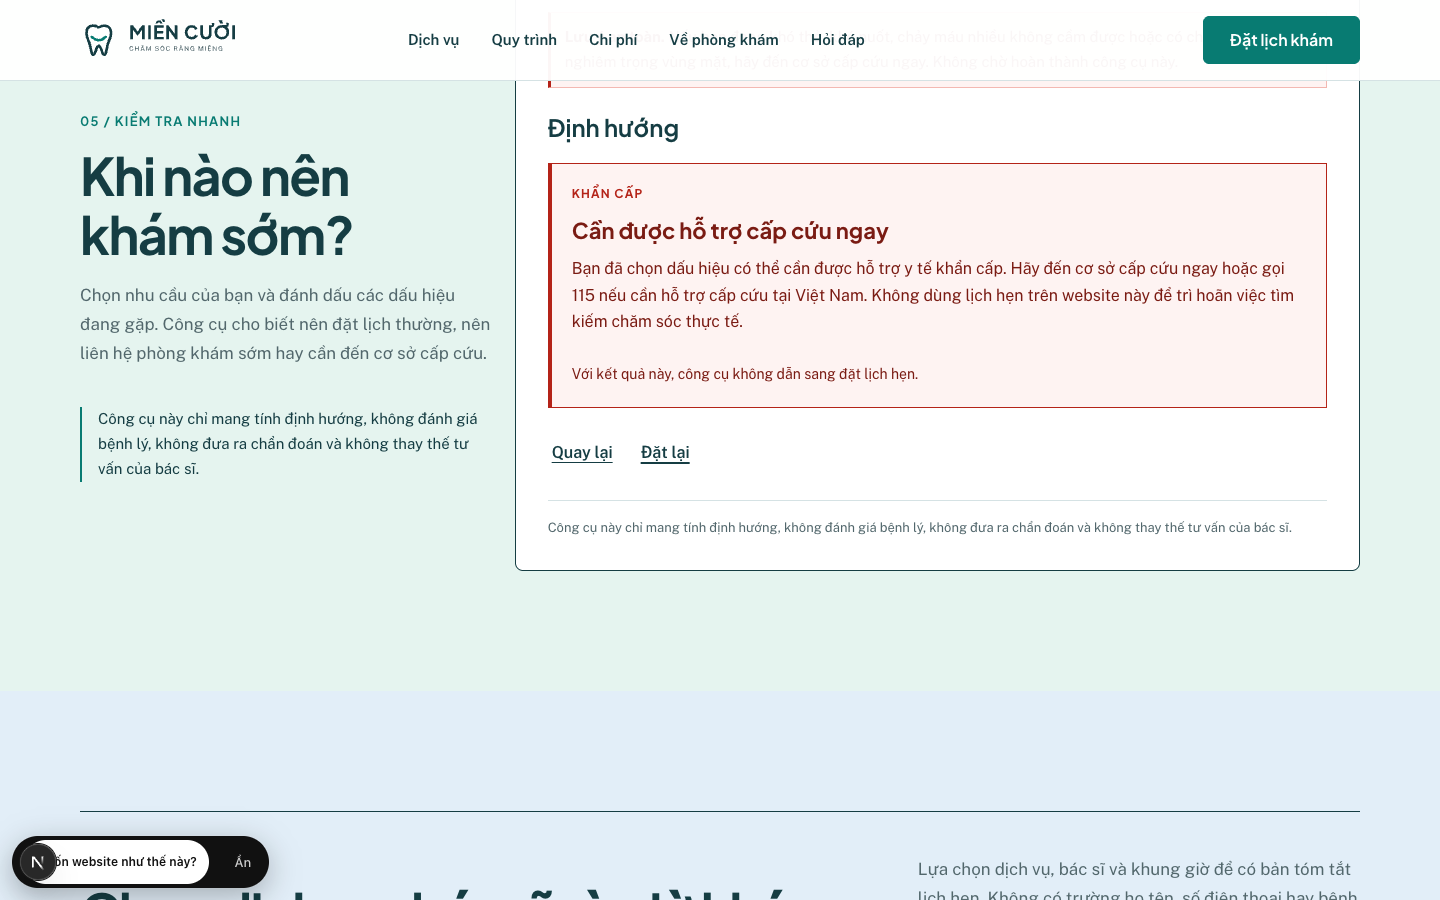 MIỀN CƯỜI
CHĂM SÓC RĂNG MIỆNG
Dịch vụ
Quy trình
Chi phí
Về phòng khám
Hỏi đáp
Đặt lịch khám
nghiêm trọng vùng mặt, hãy đến cơ sở cấp cứu ngay. Không chờ hoàn thành công cụ này.
05 / KIỂM TRA NHANH
Khi nào nên
khám sớm?
Chọn nhu cầu của bạn và đánh dấu các dấu hiệu
đang gặp. Công cụ cho biết nên đặt lịch thường, nên
liên hệ phòng khám sớm hay cần đến cơ sở cấp cứu.
Công cụ này chỉ mang tính định hướng, không đánh giá
bệnh lý, không đưa ra chẩn đoán và không thay thế tư
vấn của bác sĩ.
Định hướng
KHẨN CẤP
Cần được hỗ trợ cấp cứu ngay
Bạn đã chọn dấu hiệu có thể cần được hỗ trợ y tế khẩn cấp. Hãy đến cơ sở cấp cứu ngay hoặc gọi
115 nếu cần hỗ trợ cấp cứu tại Việt Nam. Không dùng lịch hẹn trên website này để trì hoãn việc tìm
kiếm chăm sóc thực tế.
Với kết quả này, công cụ không dẫn sang đặt lịch hẹn.
Quay lại
Đặt lại
Công cụ này chỉ mang tính định hướng, không đánh giá bệnh lý, không đưa ra chẩn đoán và không thay thế tư vấn của bác sĩ.
website như thế này?
Ẩn
Lựa chọn dịch vụ, bác sĩ và khung giờ để có bản tóm tắt
lịch hẹn. Không có trường họ tên, số điện thoại hay bệnh